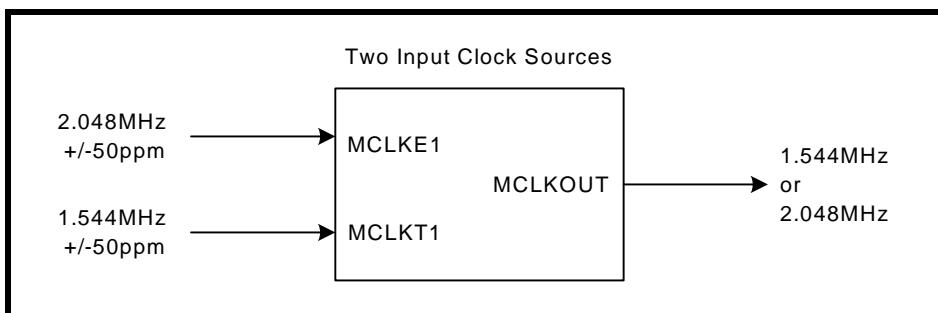 Two Input Clock Sources
2.048MHz
+/-50ppm
MCLKE1
MCLKOUT
1.544MHz
or
2.048MHz
1.544MHz
+/-50ppm
MCLKT1